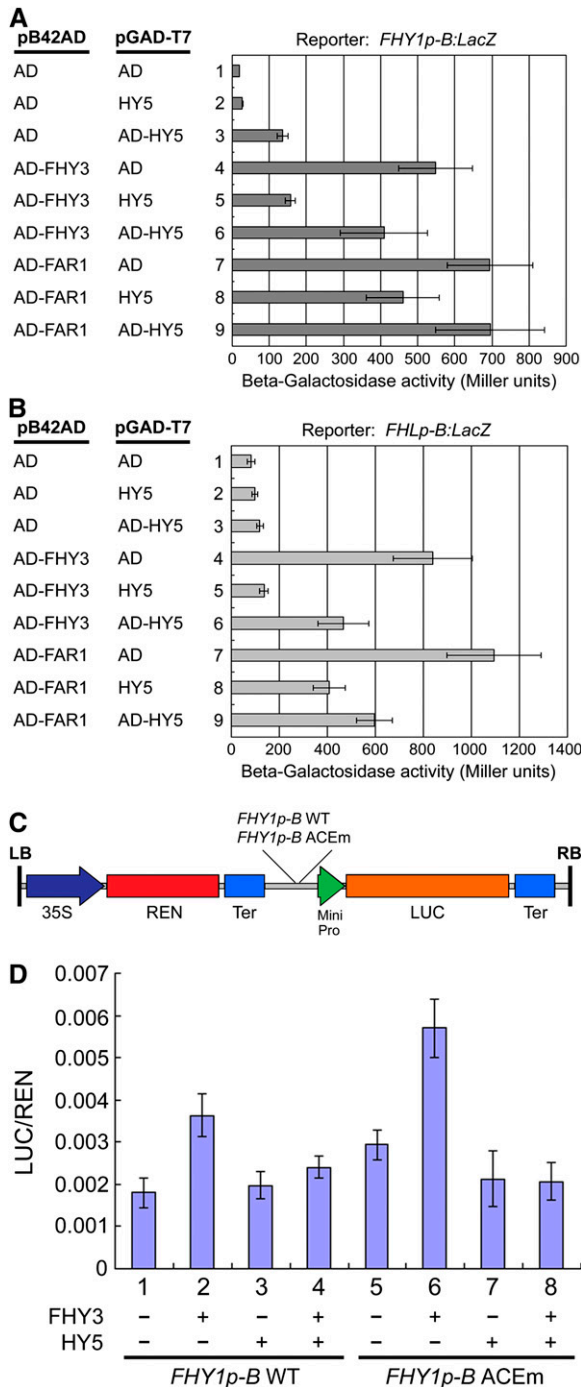 A
pB42AD pGAD-T7 Reporter: FHY1p-B:LacZ
AD AD 1
AD HY5 2
AD AD-HY5 3
AD-FHY3 AD 4
AD-FHY3 HY5 5
AD-FHY3 AD-HY5 6
AD-FAR1 AD 7
AD-FAR1 HY5 8
AD-FAR1 AD-HY5 9
0 100 200 300 400 500 600 700 800 900
Beta-Galactosidase activity (Miller units)
B
pB42AD pGAD-T7 Reporter: FHLp-B:LacZ
AD AD 1
AD HY5 2
AD AD-HY5 3
AD-FHY3 AD 4
AD-FHY3 HY5 5
AD-FHY3 AD-HY5 6
AD-FAR1 AD 7
AD-FAR1 HY5 8
AD-FAR1 AD-HY5 9
0 200 400 600 800 1000 1200 1400
Beta-Galactosidase activity (Miller units)
C
FHY1p-B WT
FHY1p-B ACEm
LB RB
35S REN Ter Mini Pro LUC Ter
D
LUC/REN
0.007
0.006
0.005
0.004
0.003
0.002
0.001
0
1 2 3 4 5 6 7 8
FHY3 – + – + – + – +
HY5 – – + + – – + +
FHY1p-B WT FHY1p-B ACEm